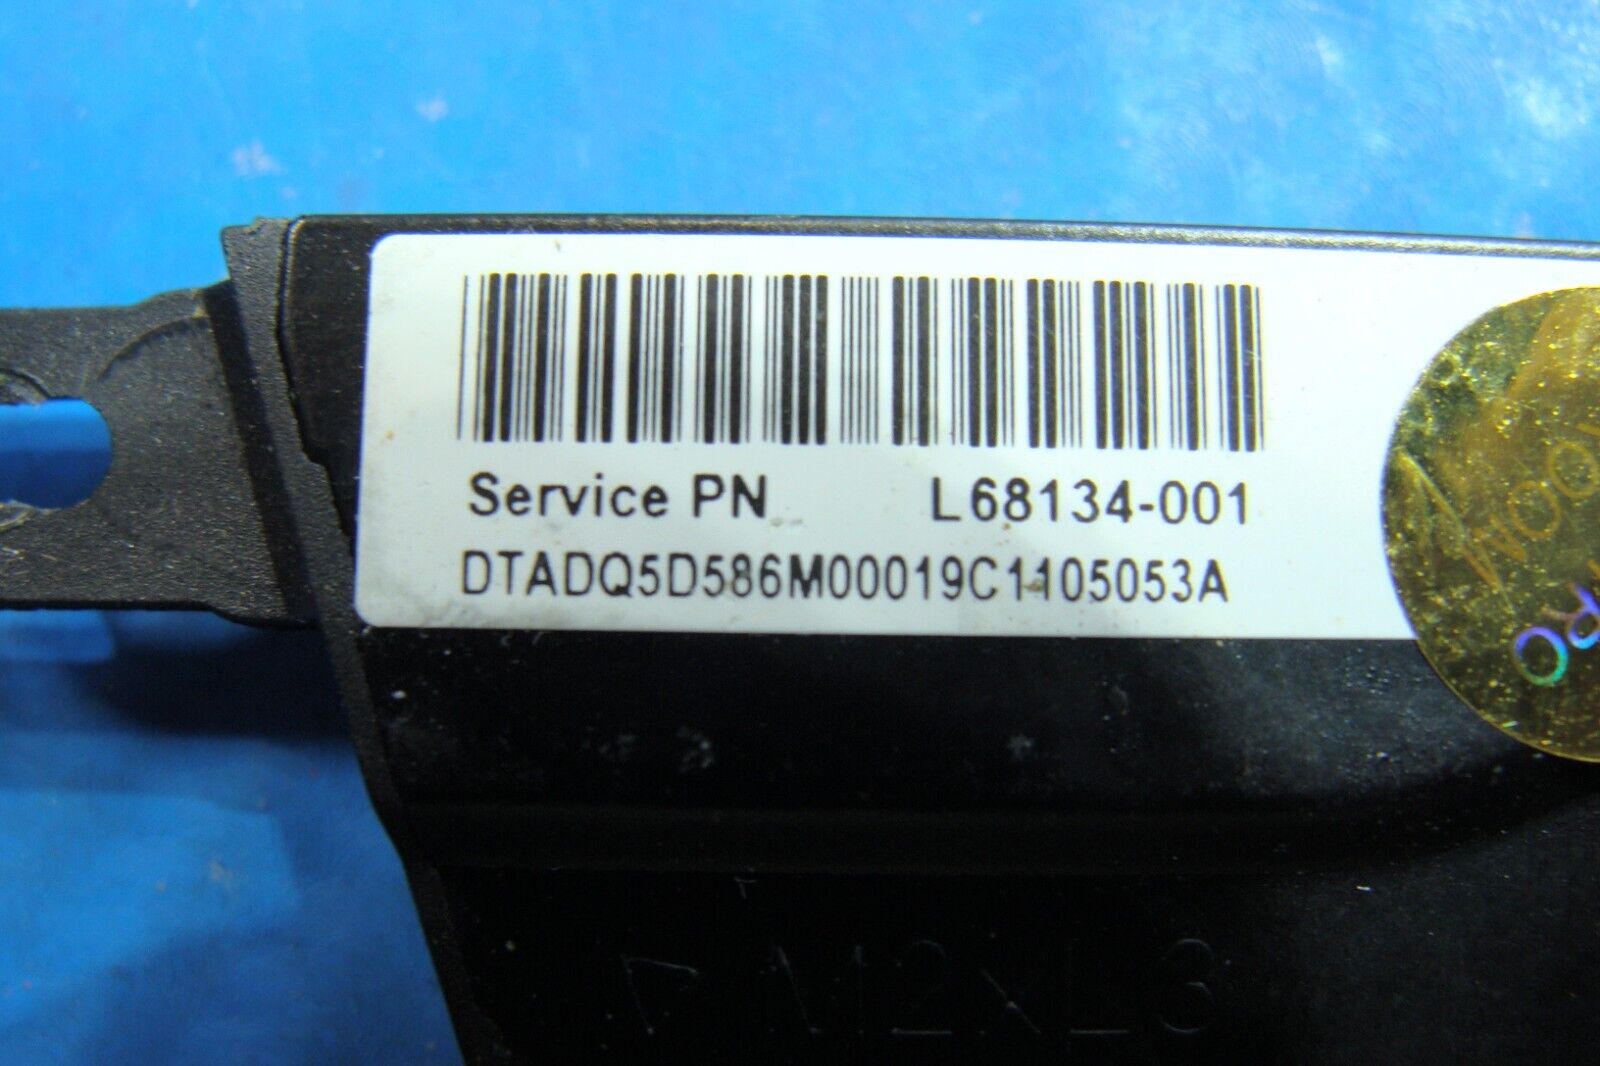 Service PN L68134-001
DTADQ5D586M00019C1105053A